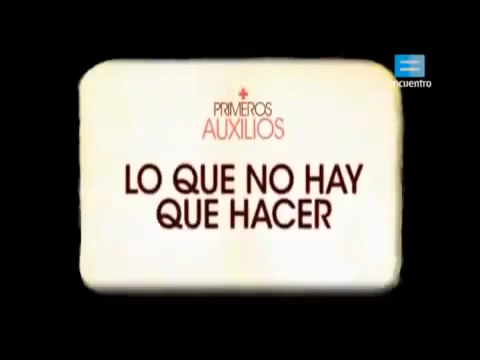 encuentro
PRIMEROS
AUXILIOS
LO QUE NO HAY
QUE HACER